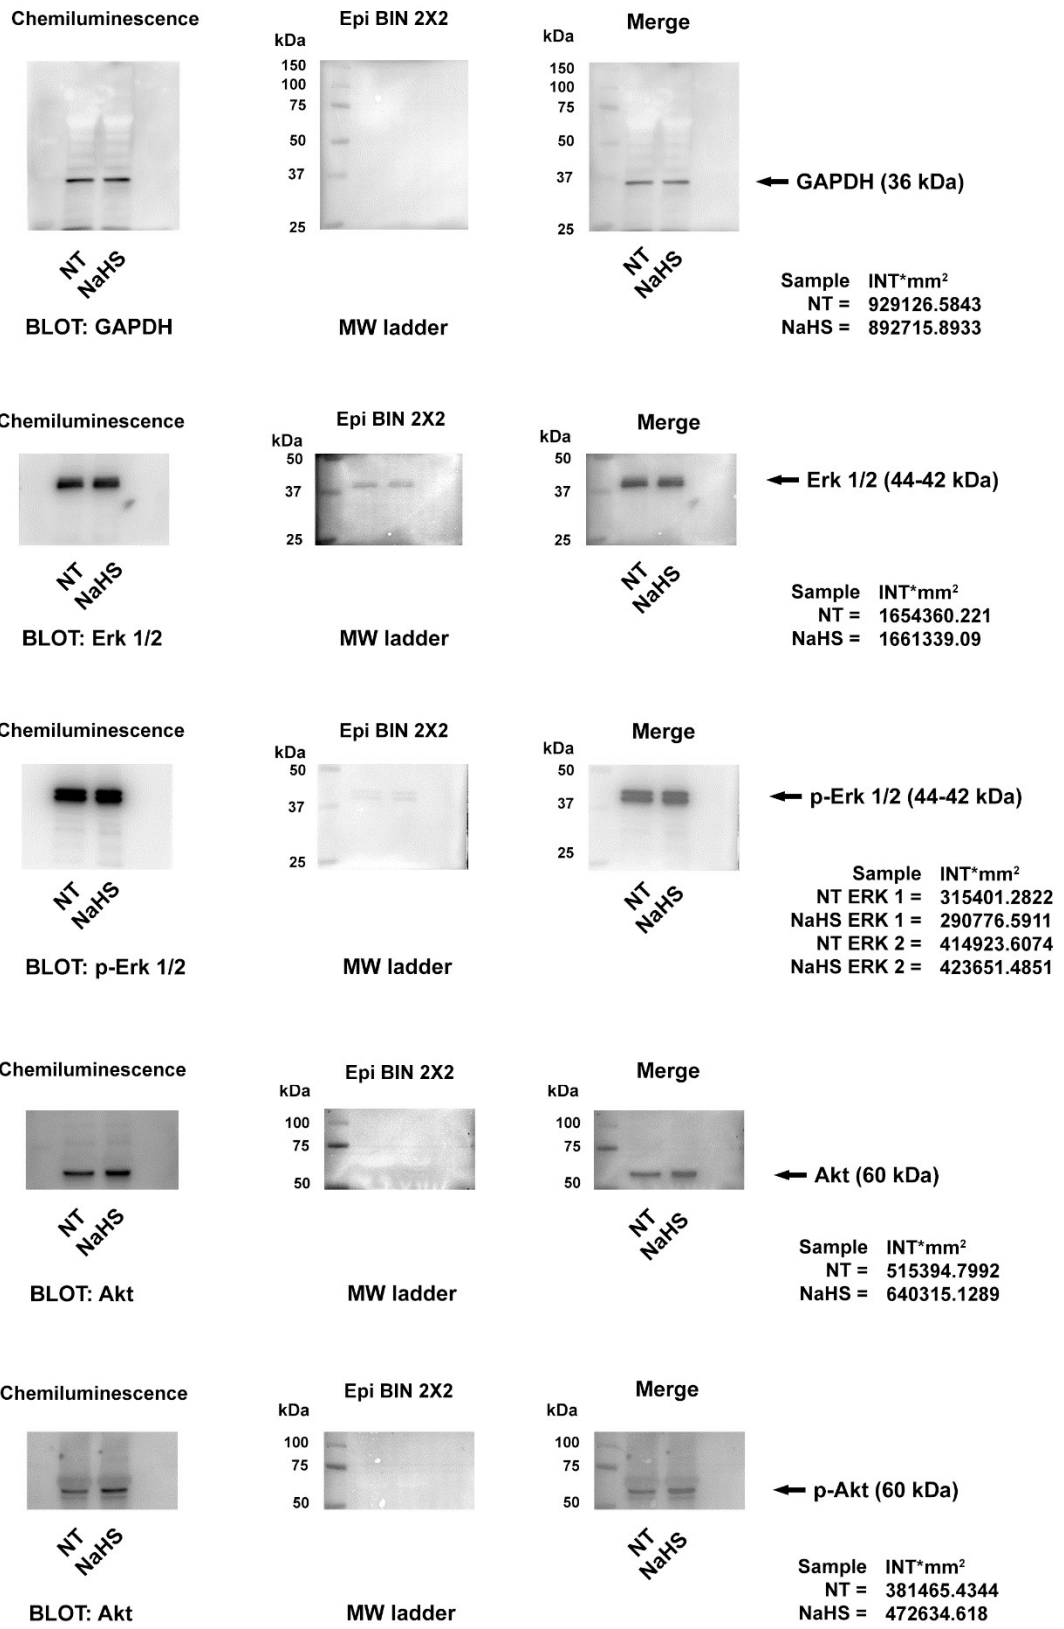 Chemiluminescence
Epi BIN 2X2
Merge
kDa
150
100
75
50
37
25
kDa
150
100
75
50
37
25
GAPDH (36 kDa)
NT
NaHS
NT
NaHS
BLOT: GAPDH
MW ladder
Sample INT*mm²
NT = 929126.5843
NaHS = 892715.8933
Chemiluminescence
Epi BIN 2X2
Merge
kDa
50
37
25
kDa
50
37
25
Erk 1/2 (44-42 kDa)
NT
NaHS
NT
NaHS
BLOT: Erk 1/2
MW ladder
Sample INT*mm²
NT = 1654360.221
NaHS = 1661339.09
Chemiluminescence
Epi BIN 2X2
Merge
kDa
50
37
25
kDa
50
37
25
p-Erk 1/2 (44-42 kDa)
NT
NaHS
NT
NaHS
BLOT: p-Erk 1/2
MW ladder
Sample INT*mm²
NT ERK 1 = 315401.2822
NaHS ERK 1 = 290776.5911
NT ERK 2 = 414923.6074
NaHS ERK 2 = 423651.4851
Chemiluminescence
Epi BIN 2X2
Merge
kDa
100
75
50
kDa
100
75
50
Akt (60 kDa)
NT
NaHS
NT
NaHS
BLOT: Akt
MW ladder
Sample INT*mm²
NT = 515394.7992
NaHS = 640315.1289
Chemiluminescence
Epi BIN 2X2
Merge
kDa
100
75
50
kDa
100
75
50
p-Akt (60 kDa)
NT
NaHS
NT
NaHS
BLOT: Akt
MW ladder
Sample INT*mm²
NT = 381465.4344
NaHS = 472634.618